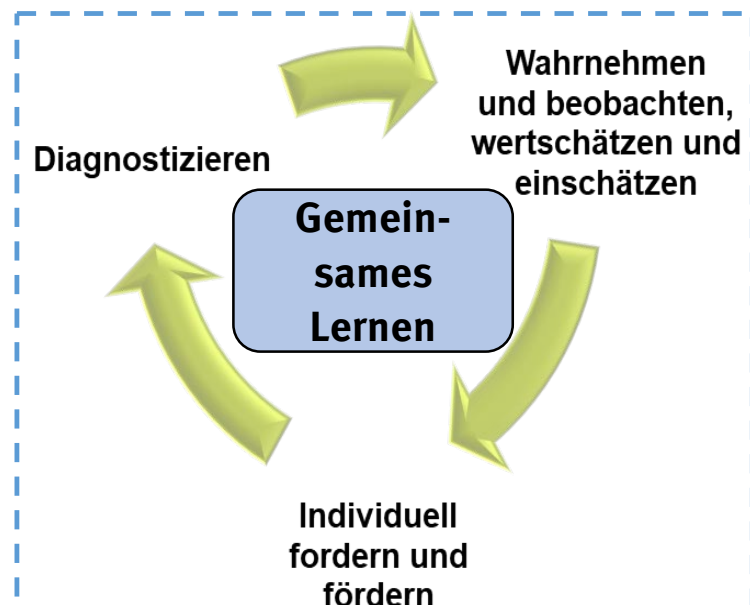 Wahrnehmen
und beobachten,
wertschätzen und
einschätzen
Diagnostizieren
Gemein-
sames
Lernen
Individuell
fordern und
fördern